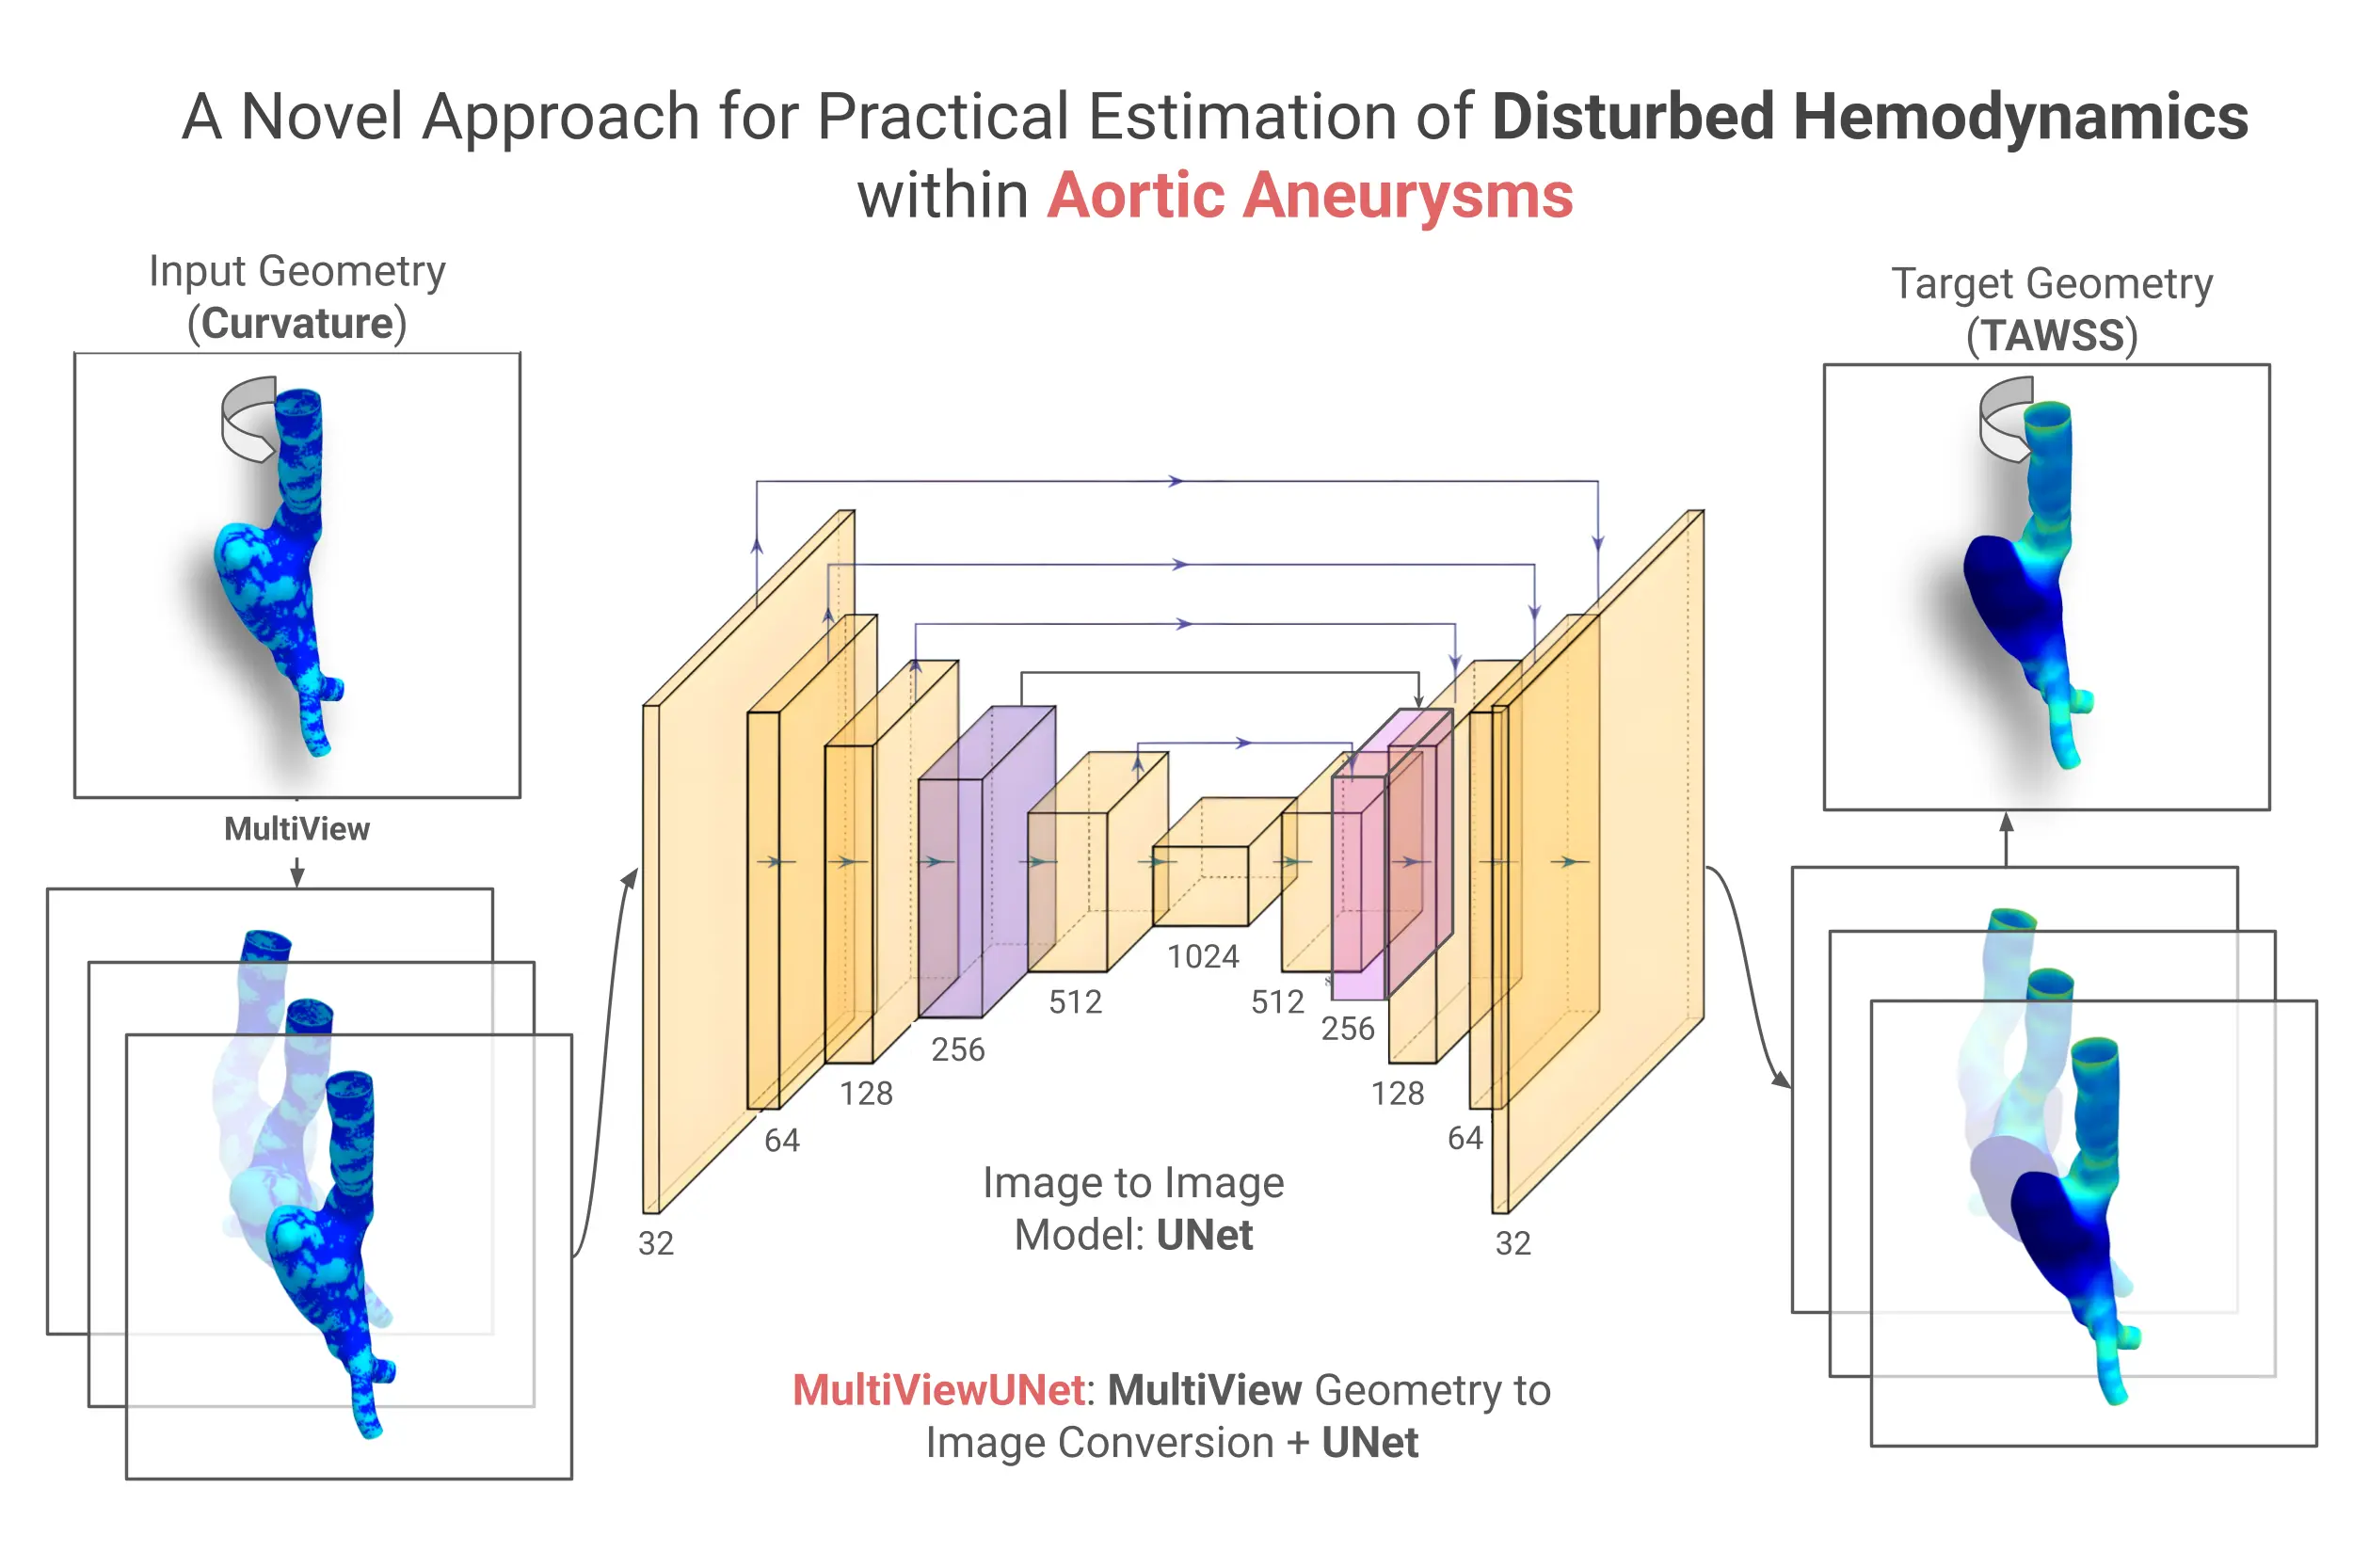 A Novel Approach for Practical Estimation of Disturbed Hemodynamics
within Aortic Aneurysms
Input Geometry
(Curvature)
Target Geometry
(TAWSS)
MultiView
32
64
128
256
512
1024
512
256
128
64
32
Image to Image
Model: UNet
MultiViewUNet: MultiView Geometry to
Image Conversion + UNet